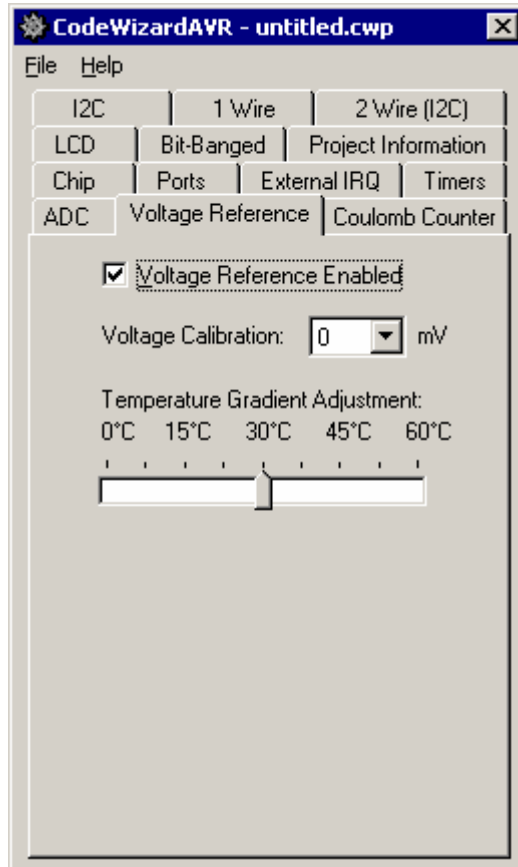 CodeWizardAVR - untitled.cwp
File Help
I2C 1 Wire 2 Wire (I2C)
LCD Bit-Banged Project Information
Chip Ports External IRQ Timers
ADC Voltage Reference Coulomb Counter
Voltage Reference Enabled
Voltage Calibration: 0 mV
Temperature Gradient Adjustment:
0°C 15°C 30°C 45°C 60°C